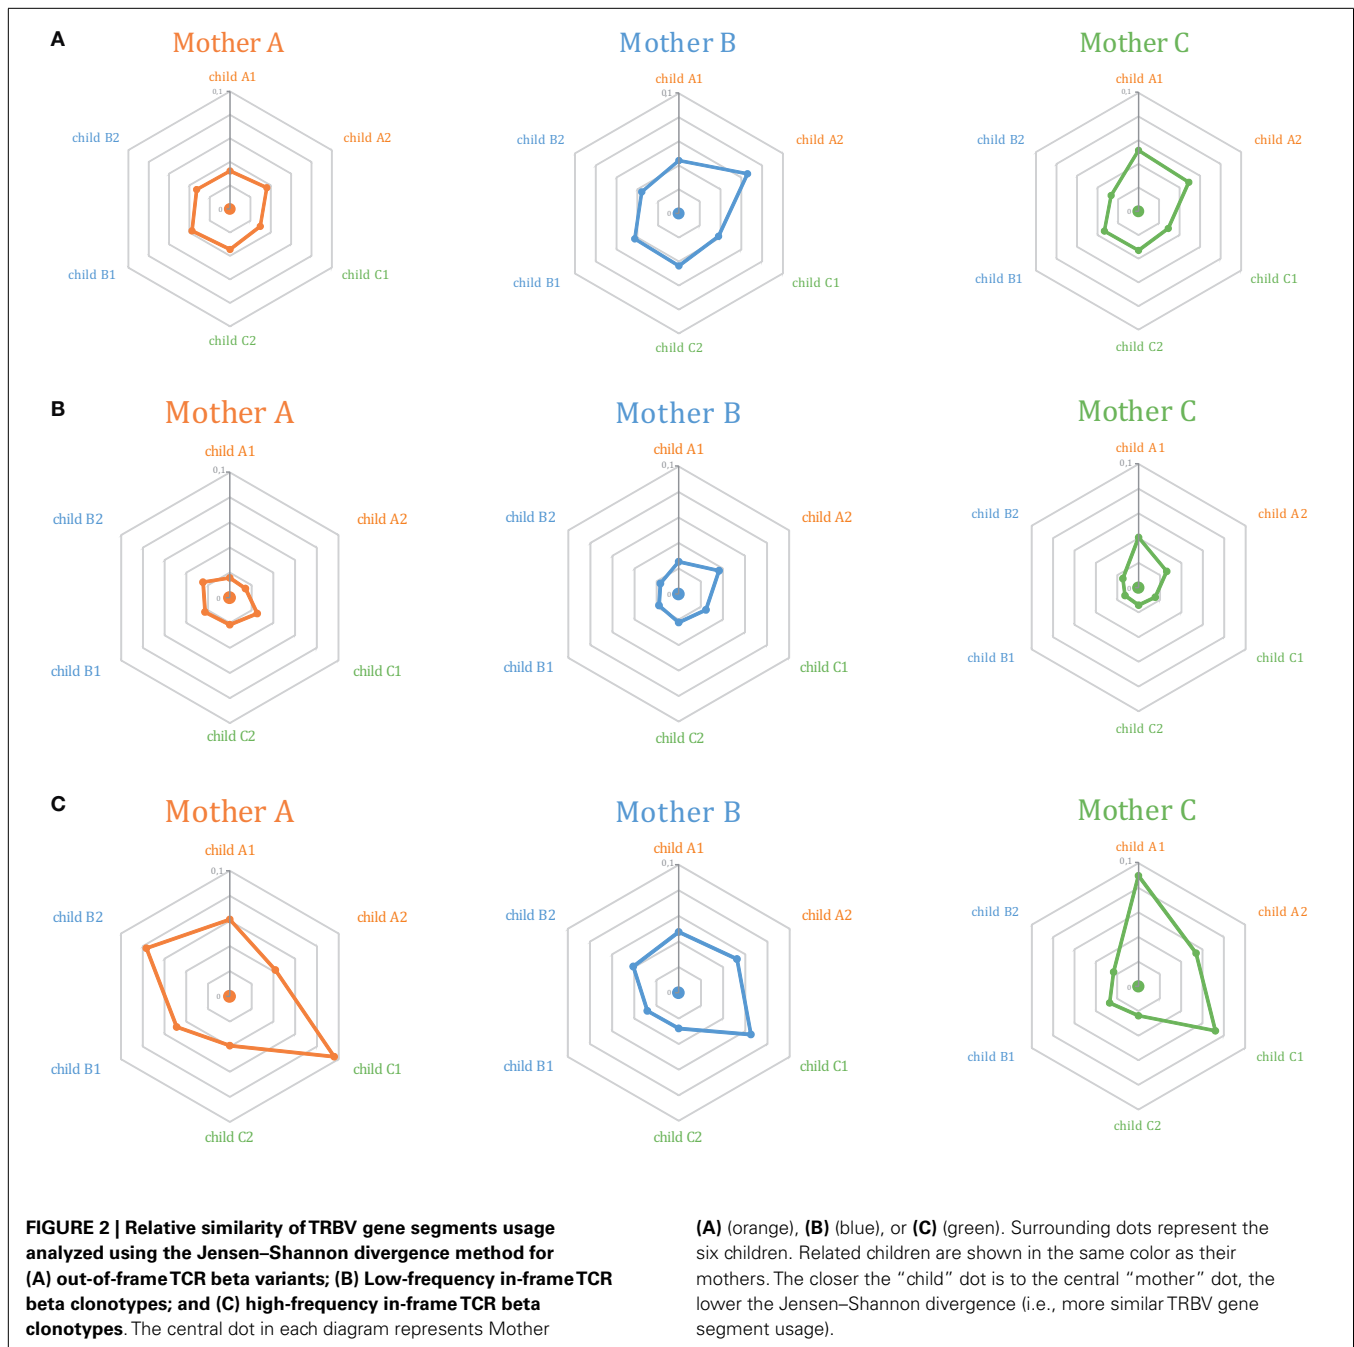 A
Mother A
Mother B
Mother C
child A1
0,1
child B2
child A2
0
child B1
child C1
child C2
child A1
0,1
child B2
child A2
0
child B1
child C1
child C2
child A1
0,1
child B2
child A2
0
child B1
child C1
child C2
B
Mother A
Mother B
Mother C
child A1
0,1
child B2
child A2
0
child B1
child C1
child C2
child A1
0,1
child B2
child A2
0
child B1
child C1
child C2
child A1
0,1
child B2
child A2
0
child B1
child C1
child C2
C
Mother A
Mother B
Mother C
child A1
0,1
child B2
child A2
0
child B1
child C1
child C2
child A1
0,1
child B2
child A2
0
child B1
child C1
child C2
child A1
0,1
child B2
child A2
0
child B1
child C1
child C2
FIGURE 2 | Relative similarity of TRBV gene segments usage
analyzed using the Jensen–Shannon divergence method for
(A) out-of-frame TCR beta variants; (B) Low-frequency in-frame TCR
beta clonotypes; and (C) high-frequency in-frame TCR beta
clonotypes. The central dot in each diagram represents Mother
(A) (orange), (B) (blue), or (C) (green). Surrounding dots represent the
six children. Related children are shown in the same color as their
mothers. The closer the “child” dot is to the central “mother” dot, the
lower the Jensen–Shannon divergence (i.e., more similar TRBV gene
segment usage).